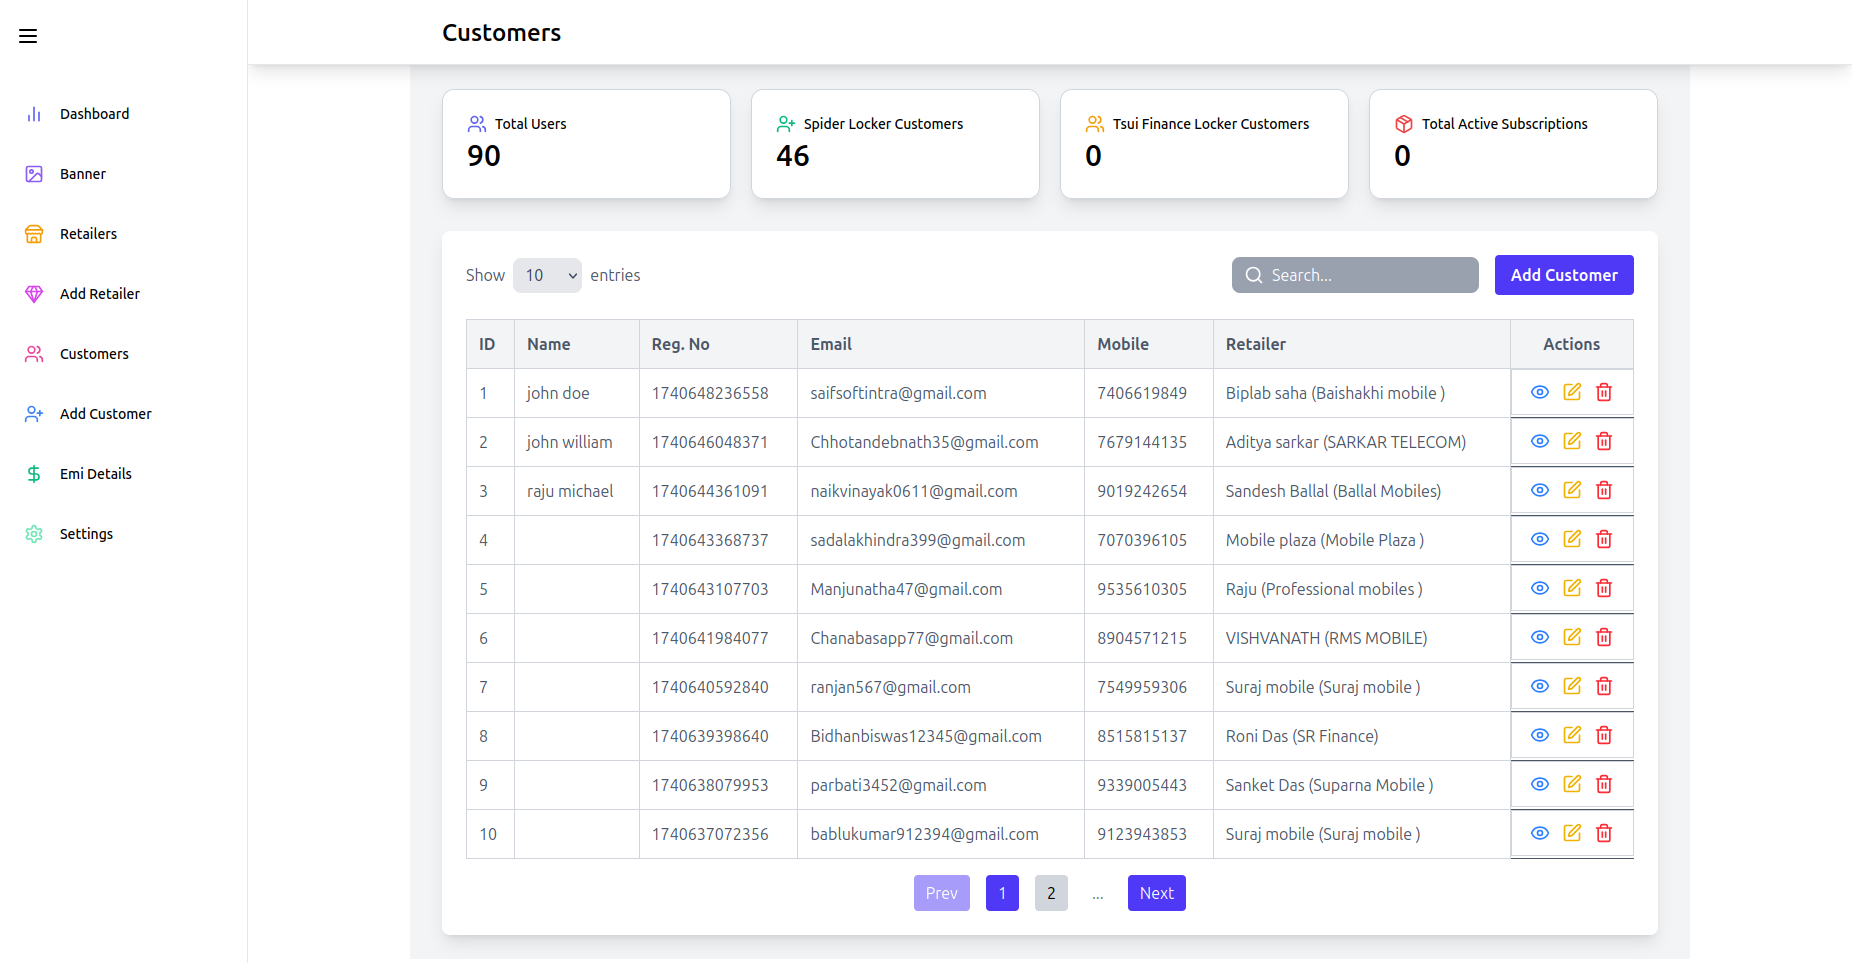 Customers
Dashboard
Banner
Retailers
Add Retailer
Customers
Add Customer
Emi Details
Settings
Total Users
90
Spider Locker Customers
46
Tsui Finance Locker Customers
0
Total Active Subscriptions
0
Show 10 entries Search... Add Customer
ID Name Reg. No Email Mobile Retailer Actions
1 john doe 1740648236558 saifsoftintra@gmail.com 7406619849 Biplab saha (Baishakhi mobile )
2 john william 1740646048371 Chhotandebnath35@gmail.com 7679144135 Aditya sarkar (SARKAR TELECOM)
3 raju michael 1740644361091 naikvinayak0611@gmail.com 9019242654 Sandesh Ballal (Ballal Mobiles)
4 1740643368737 sadalakhindra399@gmail.com 7070396105 Mobile plaza (Mobile Plaza )
5 1740643107703 Manjunatha47@gmail.com 9535610305 Raju (Professional mobiles )
6 1740641984077 Chanabasapp77@gmail.com 8904571215 VISHVANATH (RMS MOBILE)
7 1740640592840 ranjan567@gmail.com 7549959306 Suraj mobile (Suraj mobile )
8 1740639398640 Bidhanbiswas12345@gmail.com 8515815137 Roni Das (SR Finance)
9 1740638079953 parbati3452@gmail.com 9339005443 Sanket Das (Suparna Mobile )
10 1740637072356 bablukumar912394@gmail.com 9123943853 Suraj mobile (Suraj mobile )
Prev 1 2 ... Next